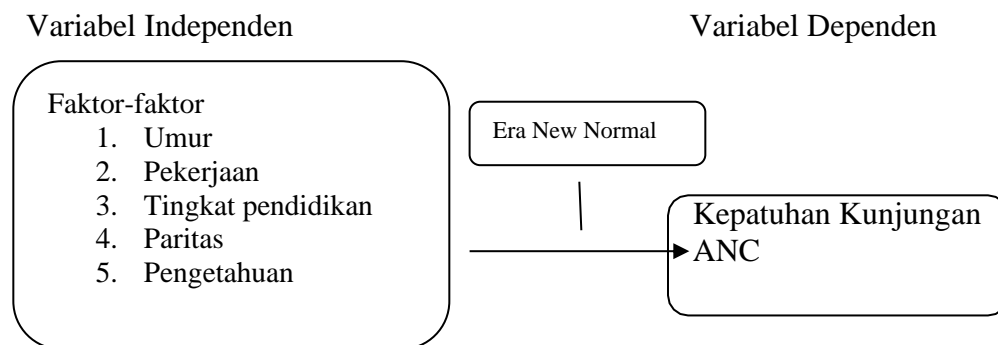 Variabel Independen
Variabel Dependen
Faktor-faktor
1. Umur
2. Pekerjaan
3. Tingkat pendidikan
4. Paritas
5. Pengetahuan
Era New Normal
Kepatuhan Kunjungan
ANC